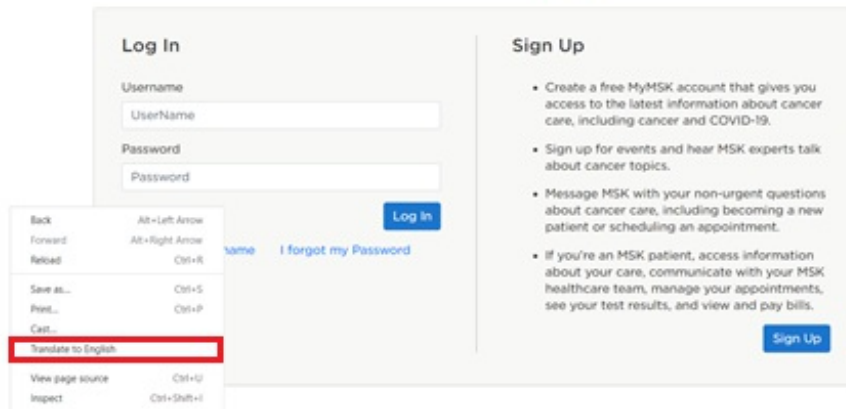 Log In
Username
UserName
Password
Password
Log In
name I forgot my Password
Sign Up
• Create a free MyMSK account that gives you
access to the latest information about cancer
care, including cancer and COVID-19.
• Sign up for events and hear MSK experts talk
about cancer topics.
• Message MSK with your non-urgent questions
about cancer care, including becoming a new
patient or scheduling an appointment.
• If you're an MSK patient, access information
about your care, communicate with your MSK
healthcare team, manage your appointments,
see your test results, and view and pay bills.
Sign Up
Back Alt+Left Arrow
Forward Alt+Right Arrow
Reload Ctrl+R
Save as... Ctrl+S
Print... Ctrl+P
Cast...
Translate to English
View page source Ctrl+U
Inspect Ctrl+Shift+I